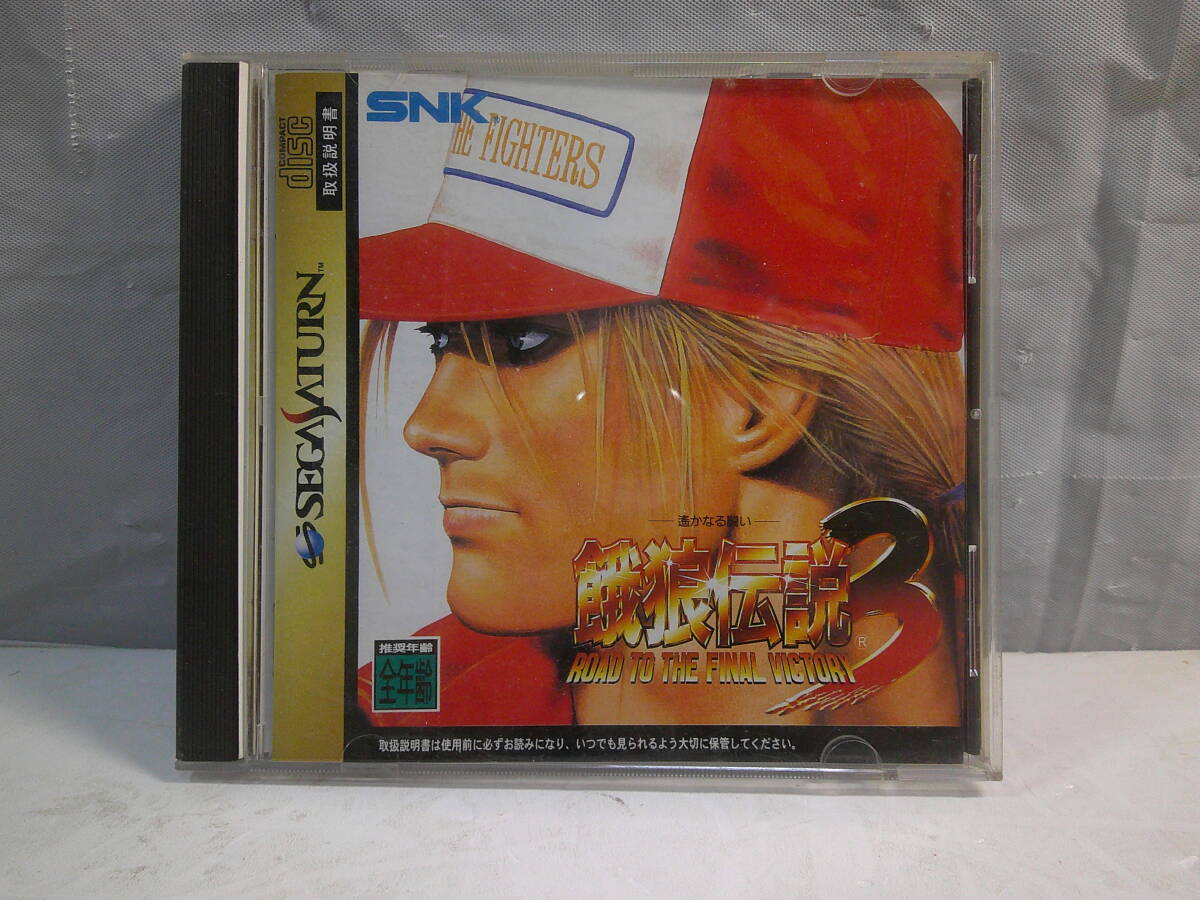 COMPACT
disc
取扱説明書
SEGA SATURN™
SNK
THE FIGHTERS
遙かなる闘い
餓狼伝説3®
ROAD TO THE FINAL VICTORY
推奨年齢
全年齢
取扱説明書は使用前に必ずお読みになり、いつでも見られるよう大切に保管してください。